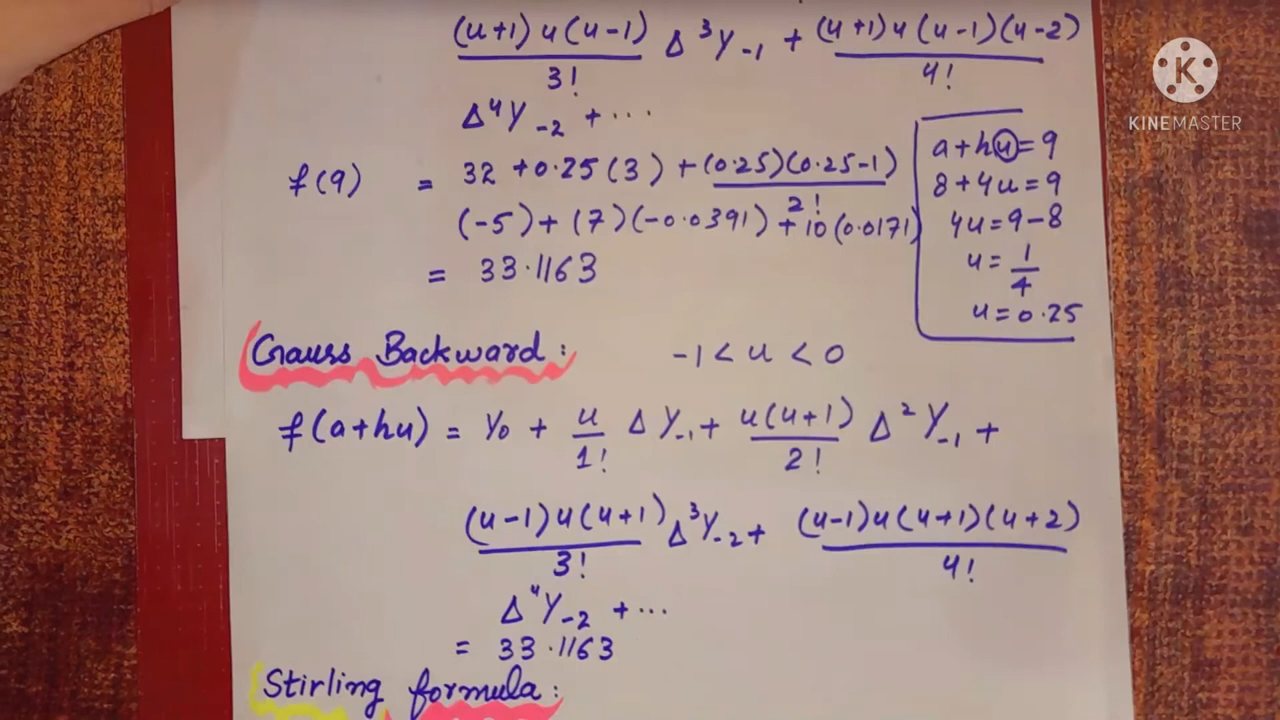 (u+1) u (u-1) / 3! Δ³y₋₁ + (u+1) u (u-1)(u-2) / 4!
Δ⁴y₋₂ + ...
f(9) = 32 + 0.25(3) + (0.25)(0.25-1) / 2!
(-5) + (7)(-0.0391) + 10(0.0171)
= 33.1163
a+hu=9
8+4u=9
4u=9-8
u=1/4
u=0.25
KINEMASTER
Gauss Backward: -1<u<0
f(a+hu) = y₀ + u/1! Δy₋₁ + u(u+1)/2! Δ²y₋₁ +
(u-1)u(u+1)/3! Δ³y₋₂ + (u-1)u(u+1)(u+2)/4!
Δ⁴y₋₂ + ...
= 33.1163
Stirling formula: